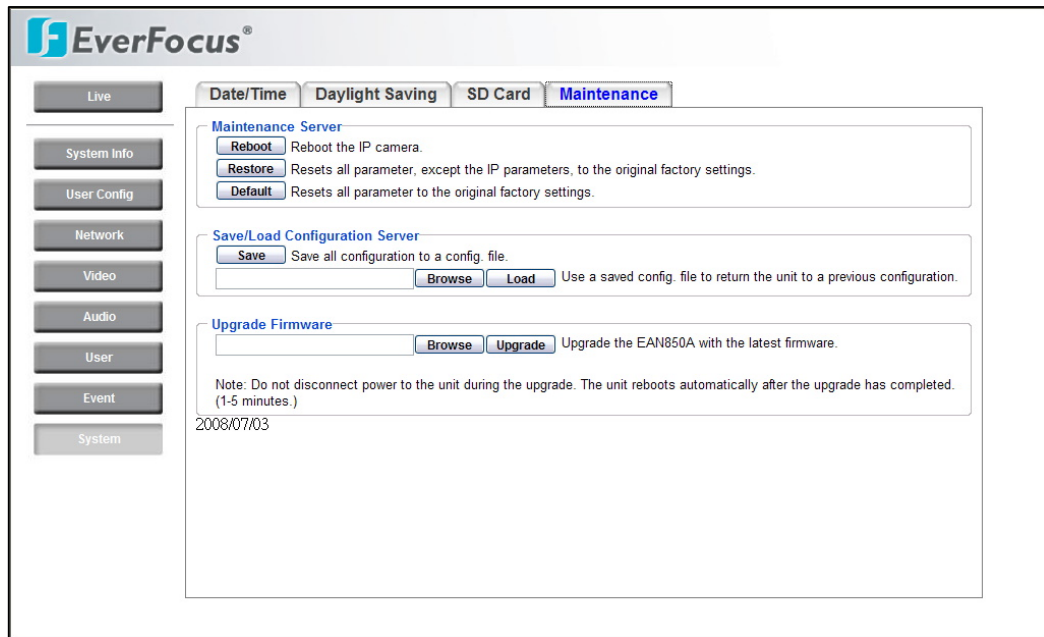 EverFocus®
Live
System Info
User Config
Network
Video
Audio
User
Event
System
Date/Time Daylight Saving SD Card Maintenance
Maintenance Server
Reboot Reboot the IP camera.
Restore Resets all parameter, except the IP parameters, to the original factory settings.
Default Resets all parameter to the original factory settings.
Save/Load Configuration Server
Save Save all configuration to a config. file.
Browse Load Use a saved config. file to return the unit to a previous configuration.
Upgrade Firmware
Browse Upgrade Upgrade the EAN850A with the latest firmware.
Note: Do not disconnect power to the unit during the upgrade. The unit reboots automatically after the upgrade has completed.
(1-5 minutes.)
2008/07/03